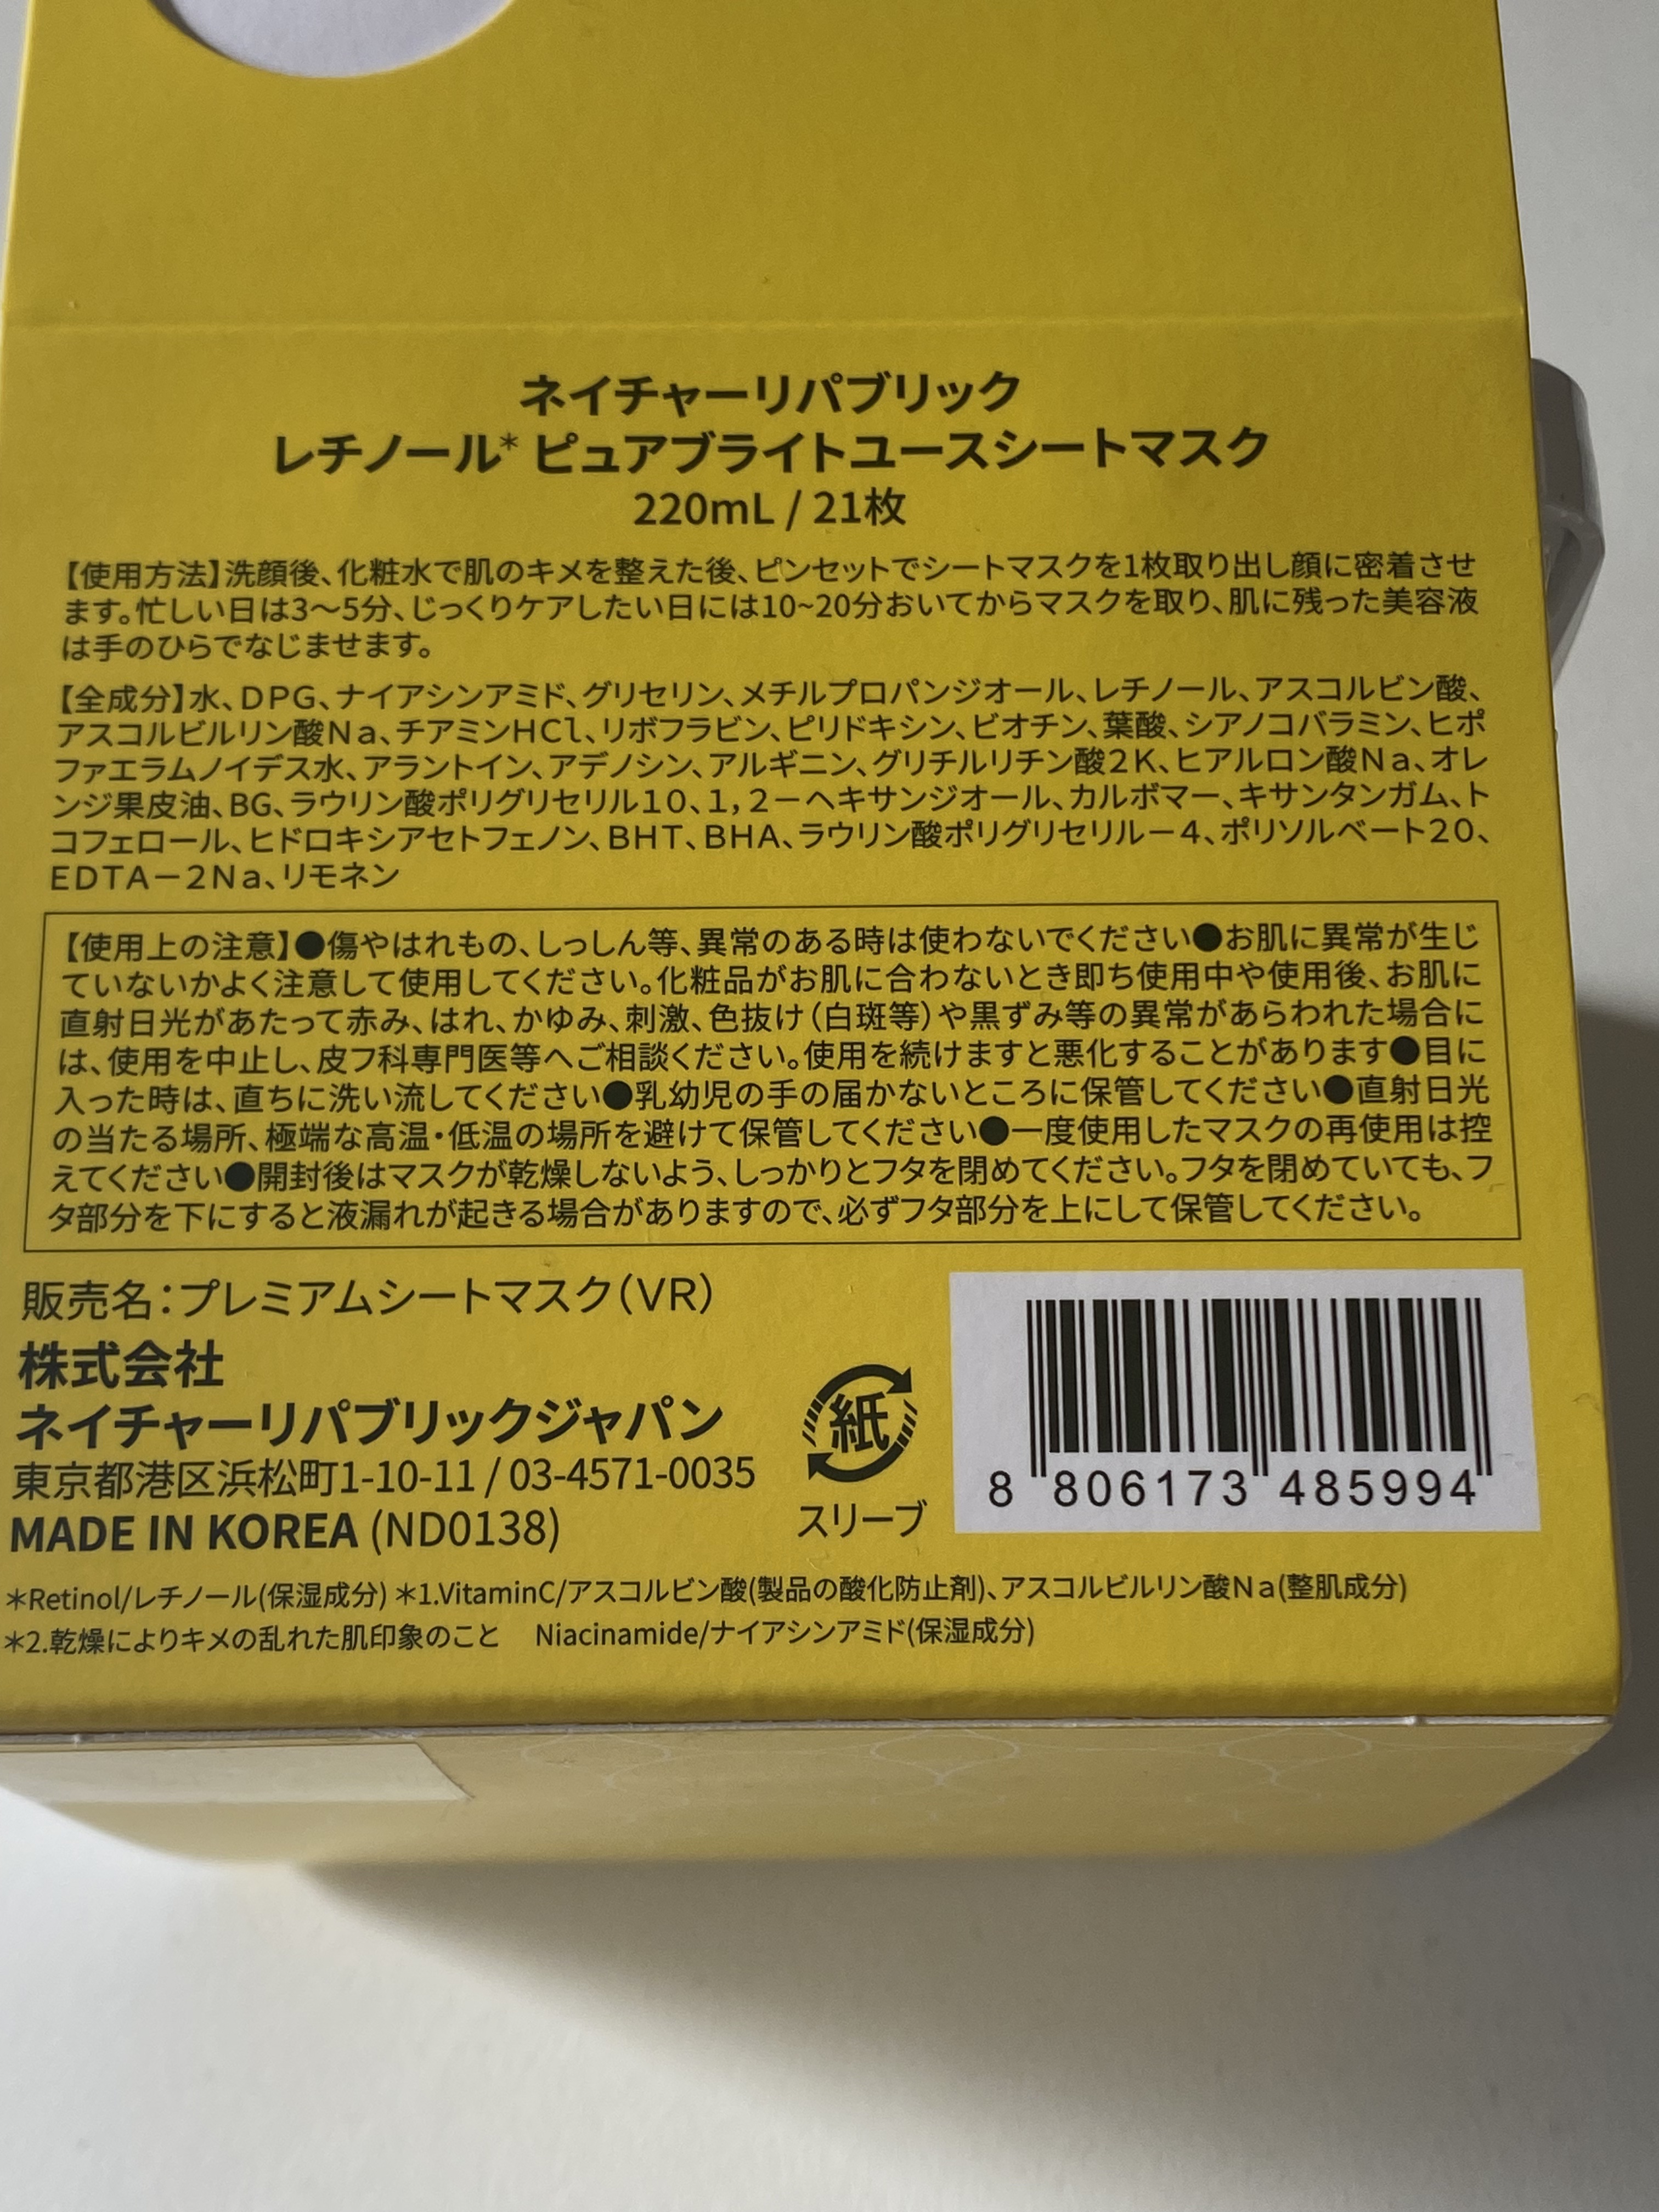 ネイチャーリパブリック
レチノール* ピュアブライトユースシートマスク
220mL / 21枚
【使用方法】洗顔後、化粧水で肌のキメを整えた後、ピンセットでシートマスクを1枚取り出し顔に密着させ
ます。忙しい日は3〜5分、じっくりケアしたい日には10~20分おいてからマスクを取り、肌に残った美容液
は手のひらでなじませます。
【全成分】水、ＤＰＧ、ナイアシンアミド、グリセリン、メチルプロパンジオール、レチノール、アスコルビン酸、
アスコルビルリン酸Ｎａ、チアミンＨＣｌ、リボフラビン、ピリドキシン、ビオチン、葉酸、シアノコバラミン、ヒポ
ファエラムノイデス水、アラントイン、アデノシン、アルギニン、グリチルリチン酸２Ｋ、ヒアルロン酸Ｎａ、オレ
ンジ果皮油、BG、ラウリン酸ポリグリセリル１０、１，２－ヘキサンジオール、カルボマー、キサンタンガム、ト
コフェロール、ヒドロキシアセトフェノン、ＢＨＴ、ＢＨＡ、ラウリン酸ポリグリセリルー４、ポリソルベート２０、
ＥＤＴＡ－２Ｎａ、リモネン
【使用上の注意】●傷やはれもの、しっしん等、異常のある時は使わないでください●お肌に異常が生じ
ていないかよく注意して使用してください。化粧品がお肌に合わないとき即ち使用中や使用後、お肌に
直射日光があたって赤み、はれ、かゆみ、刺激、色抜け（白斑等）や黒ずみ等の異常があらわれた場合に
は、使用を中止し、皮フ科専門医等へご相談ください。使用を続けますと悪化することがあります●目に
入った時は、直ちに洗い流してください●乳幼児の手の届かないところに保管してください●直射日光
の当たる場所、極端な高温・低温の場所を避けて保管してください●一度使用したマスクの再使用は控
えてください●開封後はマスクが乾燥しないよう、しっかりとフタを閉めてください。フタを閉めていても、フ
タ部分を下にすると液漏れが起きる場合がありますので、必ずフタ部分を上にして保管してください。
販売名：プレミアムシートマスク（VR）
株式会社
ネイチャーリパブリックジャパン
東京都港区浜松町1-10-11 / 03-4571-0035
MADE IN KOREA (ND0138)
紙
スリーブ
8 806173 485994
＊Retinol/レチノール(保湿成分) ＊1.VitaminC/アスコルビン酸(製品の酸化防止剤)、アスコルビルリン酸Ｎａ(整肌成分)
＊2.乾燥によりキメの乱れた肌印象のこと　Niacinamide/ナイアシンアミド(保湿成分)